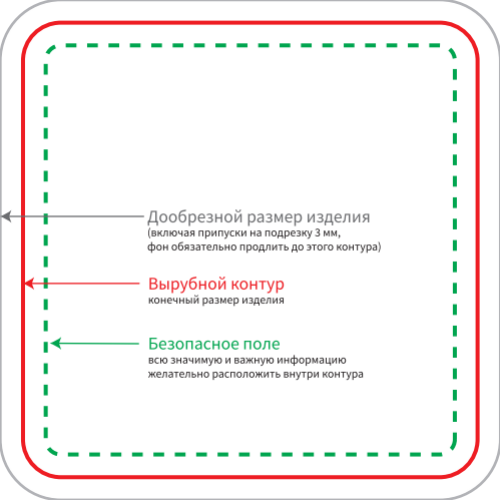 Дообрезной размер изделия
(включая припуски на подрезку 3 мм,
фон обязательно продлить до этого контура)
Вырубной контур
конечный размер изделия
Безопасное поле
всю значимую и важную информацию
желательно расположить внутри контура